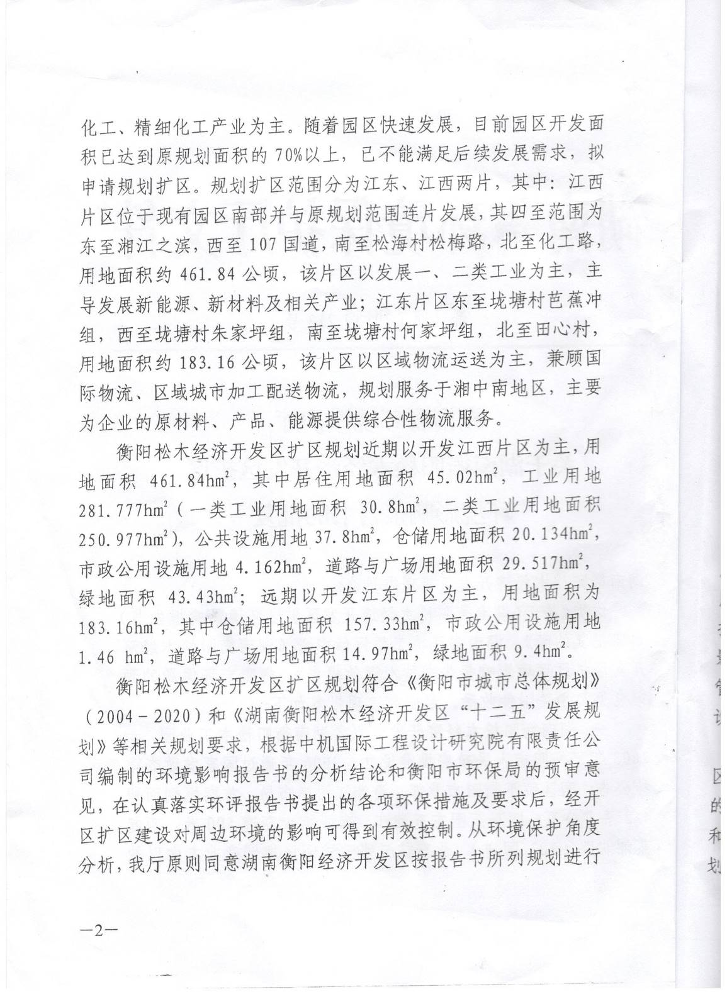 化工、精细化工产业为主。随着园区快速发展，目前园区开发面
积已达到原规划面积的 70%以上，已不能满足后续发展需求，拟
申请规划扩区。规划扩区范围分为江东、江西两片，其中：江西
片区位于现有园区南部并与原规划范围连片发展，其四至范围为
东至湘江之滨，西至 107 国道，南至松海村松梅路，北至化工路，
用地面积约 461.84 公顷，该片区以发展一、二类工业为主，主
导发展新能源、新材料及相关产业；江东片区东至垅塘村芭蕉冲
组，西至垅塘村朱家坪组，南至垅塘村何家坪组，北至田心村，
用地面积约 183.16 公顷，该片区以区域物流运送为主，兼顾国
际物流、区域城市加工配送物流，规划服务于湘中南地区，主要
为企业的原材料、产品、能源提供综合性物流服务。
衡阳松木经济开发区扩区规划近期以开发江西片区为主，用
地面积 461.84hm²，其中居住用地面积 45.02hm²，工业用地
281.777hm²（一类工业用地面积 30.8hm²，二类工业用地面积
250.977hm²），公共设施用地 37.8hm²，仓储用地面积 20.134hm²，
市政公用设施用地 4.162hm²，道路与广场用地面积 29.517hm²，
绿地面积 43.43hm²；远期以开发江东片区为主，用地面积为
183.16hm²，其中仓储用地面积 157.33hm²，市政公用设施用地
1.46 hm²，道路与广场用地面积 14.97hm²，绿地面积 9.4hm²。
衡阳松木经济开发区扩区规划符合《衡阳市城市总体规划》
（2004－2020）和《湖南衡阳松木经济开发区“十二五”发展规
划》等相关规划要求，根据中机国际工程设计研究院有限责任公
司编制的环境影响报告书的分析结论和衡阳市环保局的预审意
见，在认真落实环评报告书提出的各项环保措施及要求后，经开
区扩区建设对周边环境的影响可得到有效控制。从环境保护角度
分析，我厅原则同意湖南衡阳经济开发区按报告书所列规划进行
—2—
区
的
和
划